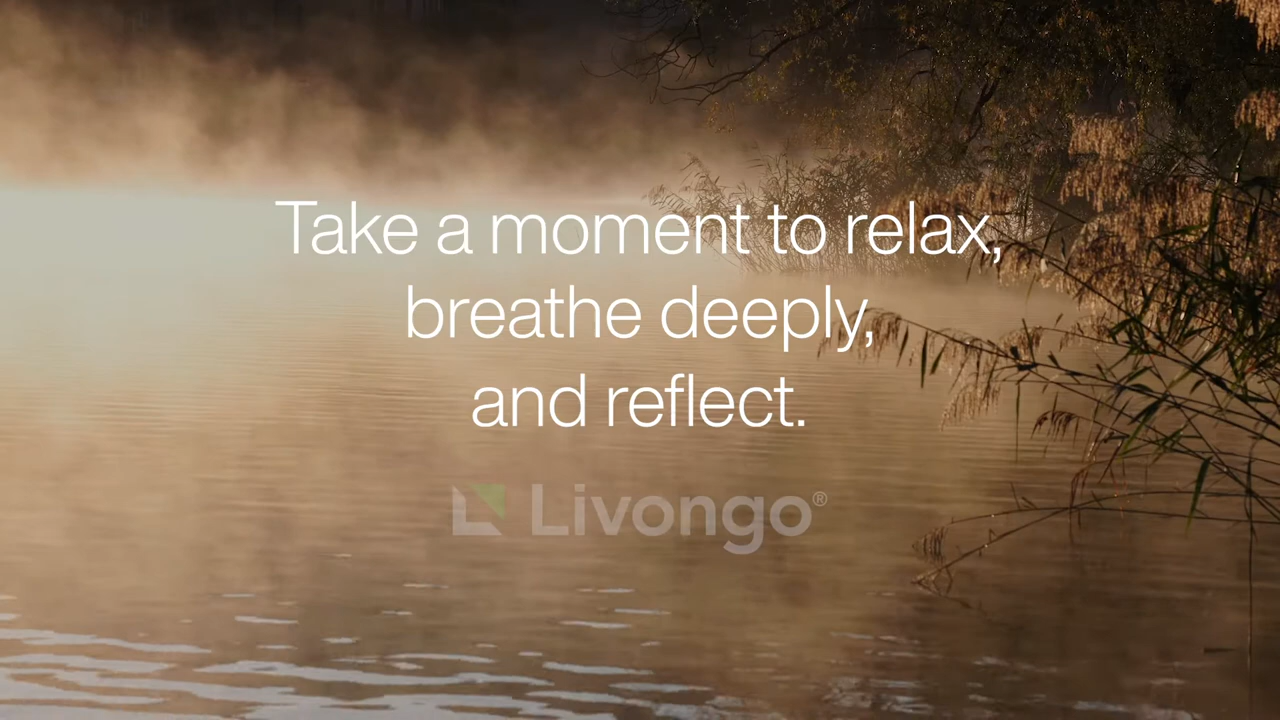 Take a moment to relax,
breathe deeply,
and reflect.
Livongo®